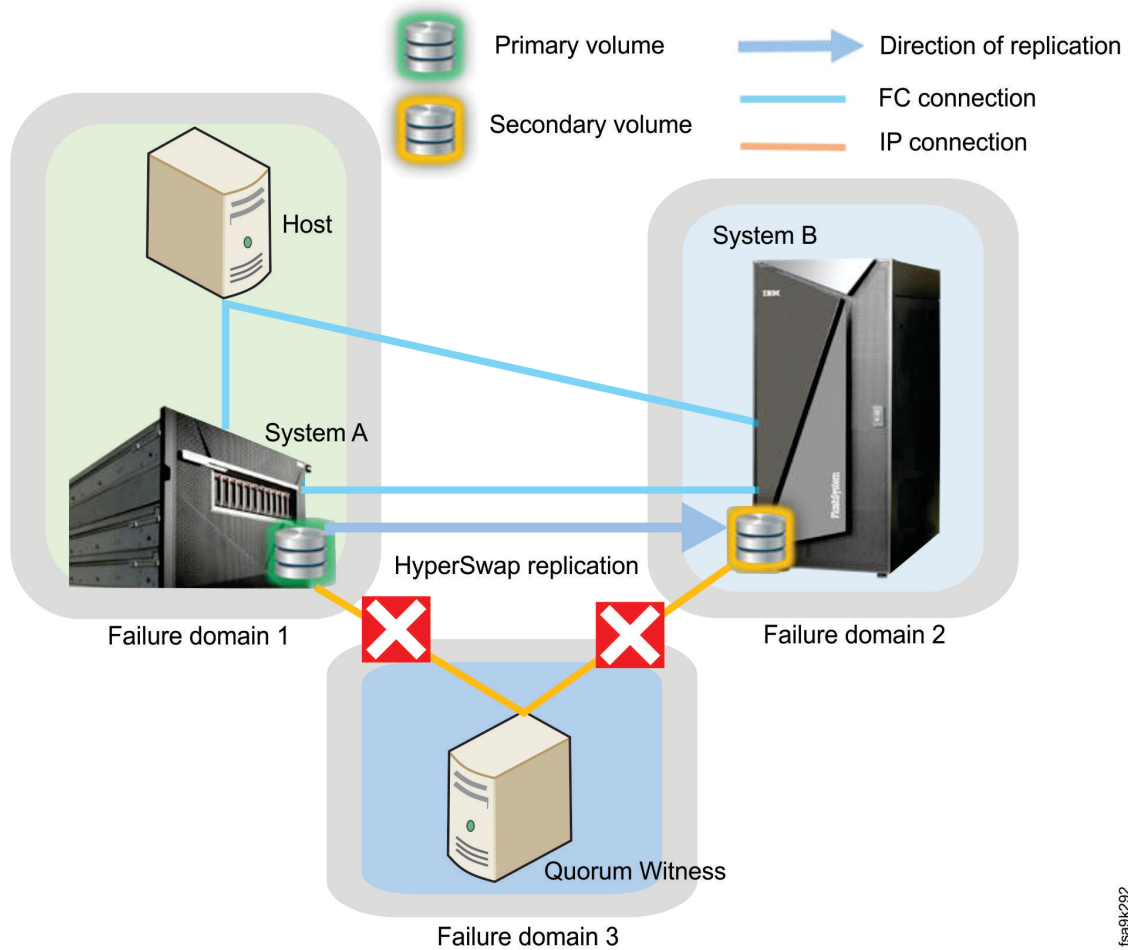 Primary volume
Direction of replication
Secondary volume
FC connection
IP connection
Host
System B
IBM
System A
FlashSystem
HyperSwap replication
Failure domain 1
Failure domain 2
Quorum Witness
Failure domain 3
fsa9k292